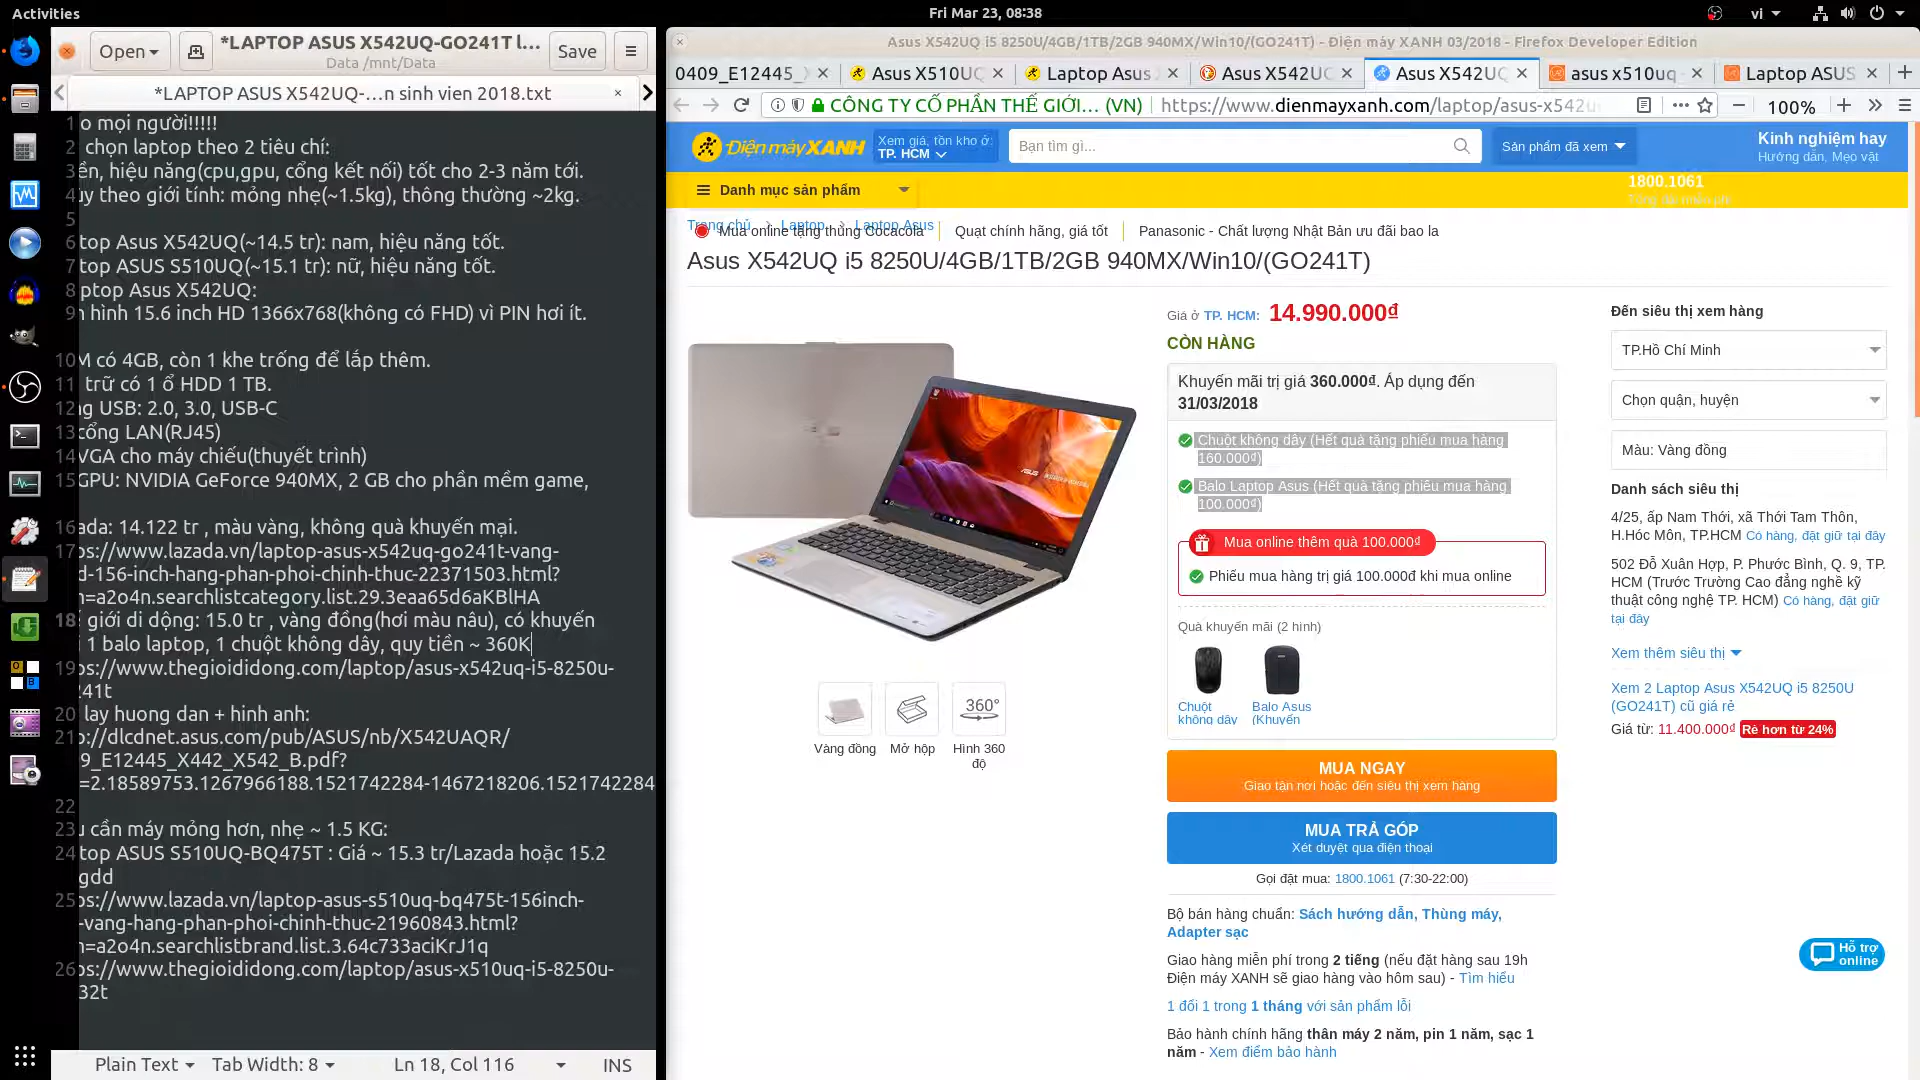 Activities
Fri Mar 23, 08:38
vi
Open
*LAPTOP ASUS X542UQ-GO241T l...
Data /mnt/Data
Save
*LAPTOP ASUS X542UQ-...n sinh vien 2018.txt
1 o mọi người!!!!!
2 chọn laptop theo 2 tiêu chí:
3 ền, hiệu năng(cpu,gpu, cổng kết nối) tốt cho 2-3 năm tới.
4 ùy theo giới tính: mỏng nhẹ(~1.5kg), thông thường ~2kg.
5
6 top Asus X542UQ(~14.5 tr): nam, hiệu năng tốt.
7 top ASUS S510UQ(~15.1 tr): nữ, hiệu năng tốt.
8 ptop Asus X542UQ:
9 n hình 15.6 inch HD 1366x768(không có FHD) vì PIN hơi ít.
10 M có 4GB, còn 1 khe trống để lắp thêm.
11 trữ có 1 ổ HDD 1 TB.
12 ng USB: 2.0, 3.0, USB-C
13 cổng LAN(RJ45)
14 VGA cho máy chiếu(thuyết trình)
15 GPU: NVIDIA GeForce 940MX, 2 GB cho phần mềm game,
16 ada: 14.122 tr , màu vàng, không quà khuyến mại.
17 ps://www.lazada.vn/laptop-asus-x542uq-go241t-vang-
d-156-inch-hang-phan-phoi-chinh-thuc-22371503.html?
n=a2o4n.searchlistcategory.list.29.3eaa65d6aKBlHA
18 giới di động: 15.0 tr , vàng đồng(hơi màu nâu), có khuyến
i 1 balo laptop, 1 chuột không dây, quy tiền ~ 360K
19 ps://www.thegioididong.com/laptop/asus-x542uq-i5-8250u-
241t
20 lay huong dan + hinh anh:
21 p://dlcdnet.asus.com/pub/ASUS/nb/X542UAQR/
9_E12445_X442_X542_B.pdf?
=2.18589753.1267966188.1521742284-1467218206.1521742284
22
23 u cần máy mỏng hơn, nhẹ ~ 1.5 KG:
24 top ASUS S510UQ-BQ475T : Giá ~ 15.3 tr/Lazada hoặc 15.2
gdd
25 ps://www.lazada.vn/laptop-asus-s510uq-bq475t-156inch-
-vang-hang-phan-phoi-chinh-thuc-21960843.html?
n=a2o4n.searchlistbrand.list.3.64c733aciKrJ1q
26 ps://www.thegioididong.com/laptop/asus-x510uq-i5-8250u-
32t
Plain Text
Tab Width: 8
Ln 18, Col 116
INS
Asus X542UQ i5 8250U/4GB/1TB/2GB 940MX/Win10/(GO241T) - Điện máy XANH 03/2018 - Firefox Developer Edition
0409_E12445_
Asus X510UQ
Laptop Asus
Asus X542UQ
Asus X542UQ
asus x510uq
Laptop ASUS
CÔNG TY CỔ PHẦN THẾ GIỚI... (VN)
https://www.dienmayxanh.com/laptop/asus-x542u
100%
Điện máy XANH
Xem giá, tồn kho ở:
TP. HCM
Bạn tìm gì...
Sản phẩm đã xem
Kinh nghiệm hay
Hướng dẫn, Mẹo vặt
Danh mục sản phẩm
1800.1061
Tổng đài miễn phí
Trang chủ
Laptop
Laptop Asus
Mua online tặng thùng Cocacola
Quạt chính hãng, giá tốt
Panasonic - Chất lượng Nhật Bản ưu đãi bao la
Asus X542UQ i5 8250U/4GB/1TB/2GB 940MX/Win10/(GO241T)
Vàng đồng
Mở hộp
360°
Hình 360
độ
Giá ở TP. HCM: 14.990.000₫
CÒN HÀNG
Khuyến mãi trị giá 360.000₫. Áp dụng đến
31/03/2018
Chuột không dây (Hết quà tặng phiếu mua hàng
160.000₫)
Balo Laptop Asus (Hết quà tặng phiếu mua hàng
100.000₫)
Mua online thêm quà 100.000₫
Phiếu mua hàng trị giá 100.000đ khi mua online
Quà khuyến mãi (2 hình)
Chuột
không dây
Balo Asus
(Khuyến
MUA NGAY
Giao tận nơi hoặc đến siêu thị xem hàng
MUA TRẢ GÓP
Xét duyệt qua điện thoại
Gọi đặt mua: 1800.1061 (7:30-22:00)
Bộ bán hàng chuẩn: Sách hướng dẫn, Thùng máy,
Adapter sạc
Giao hàng miễn phí trong 2 tiếng (nếu đặt hàng sau 19h
Điện máy XANH sẽ giao hàng vào hôm sau) - Tìm hiểu
1 đổi 1 trong 1 tháng với sản phẩm lỗi
Bảo hành chính hãng thân máy 2 năm, pin 1 năm, sạc 1
năm - Xem điểm bảo hành
Đến siêu thị xem hàng
TP.Hồ Chí Minh
Chọn quận, huyện
Màu: Vàng đồng
Danh sách siêu thị
4/25, ấp Nam Thới, xã Thới Tam Thôn,
H.Hóc Môn, TP.HCM Có hàng, đặt giữ tại đây
502 Đỗ Xuân Hợp, P. Phước Bình, Q. 9, TP.
HCM (Trước Trường Cao đẳng nghề kỹ
thuật công nghệ TP. HCM) Có hàng, đặt giữ
tại đây
Xem thêm siêu thị
Xem 2 Laptop Asus X542UQ i5 8250U
(GO241T) cũ giá rẻ
Giá từ: 11.400.000₫ Rẻ hơn từ 24%
Hỗ trợ
online